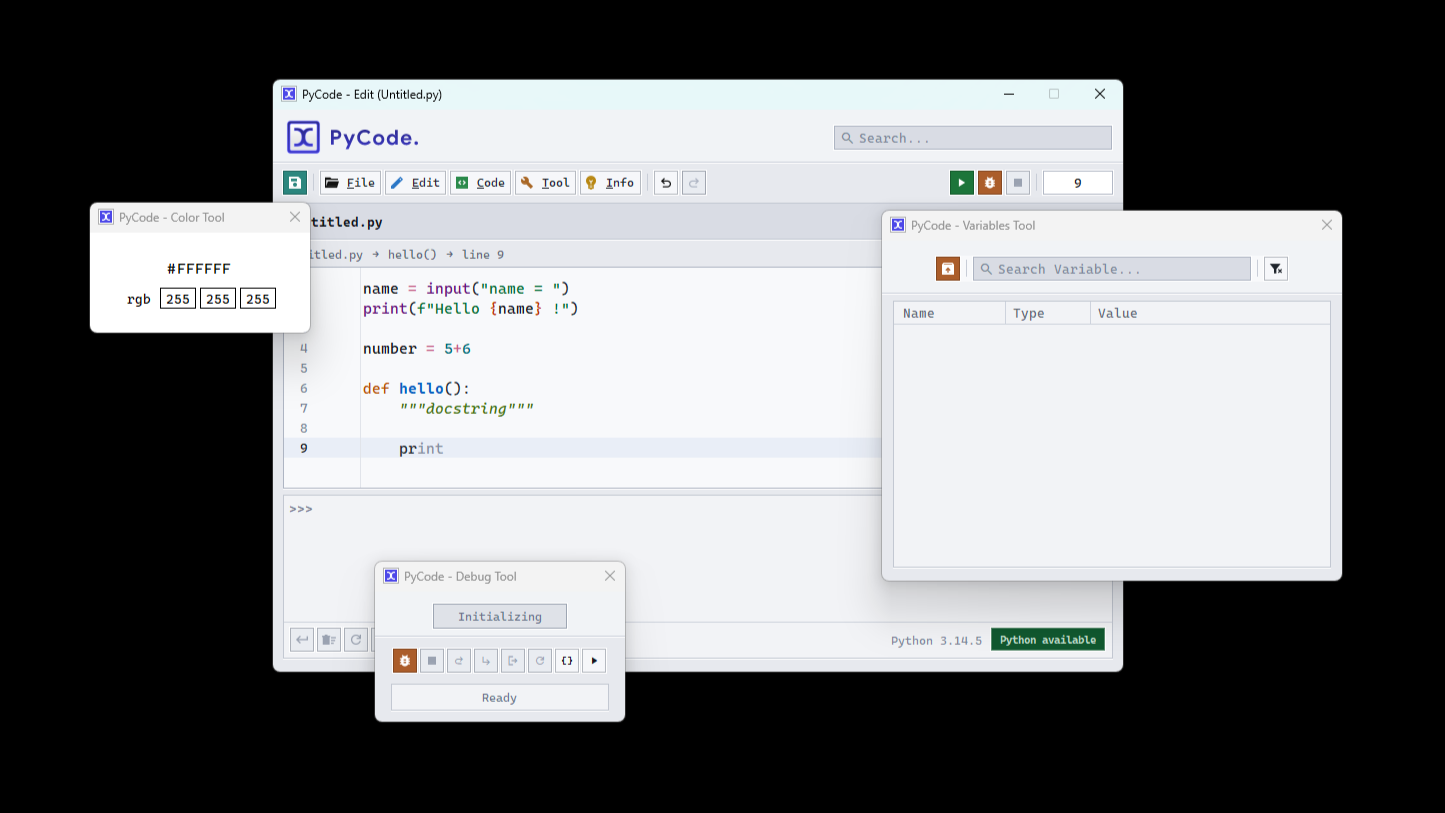 PyCode - Edit (Untitled.py)
PyCode.
Search...
File Edit Code Tool Info
9
PyCode - Color Tool
#FFFFFF
rgb 255 255 255
titled.py
titled.py → hello() → line 9
name = input("name = ")
print(f"Hello {name} !")
4 number = 5+6
5
6 def hello():
7 """docstring"""
8
9 print
>>>
Python 3.14.5 Python available
PyCode - Variables Tool
Search Variable...
Name Type Value
PyCode - Debug Tool
Initializing
{}
Ready